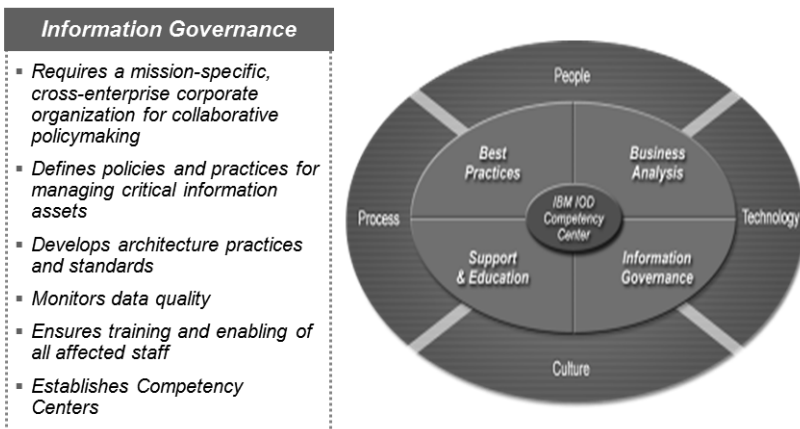 Information Governance
▪ Requires a mission-specific,
cross-enterprise corporate
organization for collaborative
policymaking
▪ Defines policies and practices for
managing critical information
assets
▪ Develops architecture practices
and standards
▪ Monitors data quality
▪ Ensures training and enabling of
all affected staff
▪ Establishes Competency
Centers
People
Best
Practices
Business
Analysis
Process
IBM IOD
Competency
Center
Technology
Support
& Education
Information
Governance
Culture